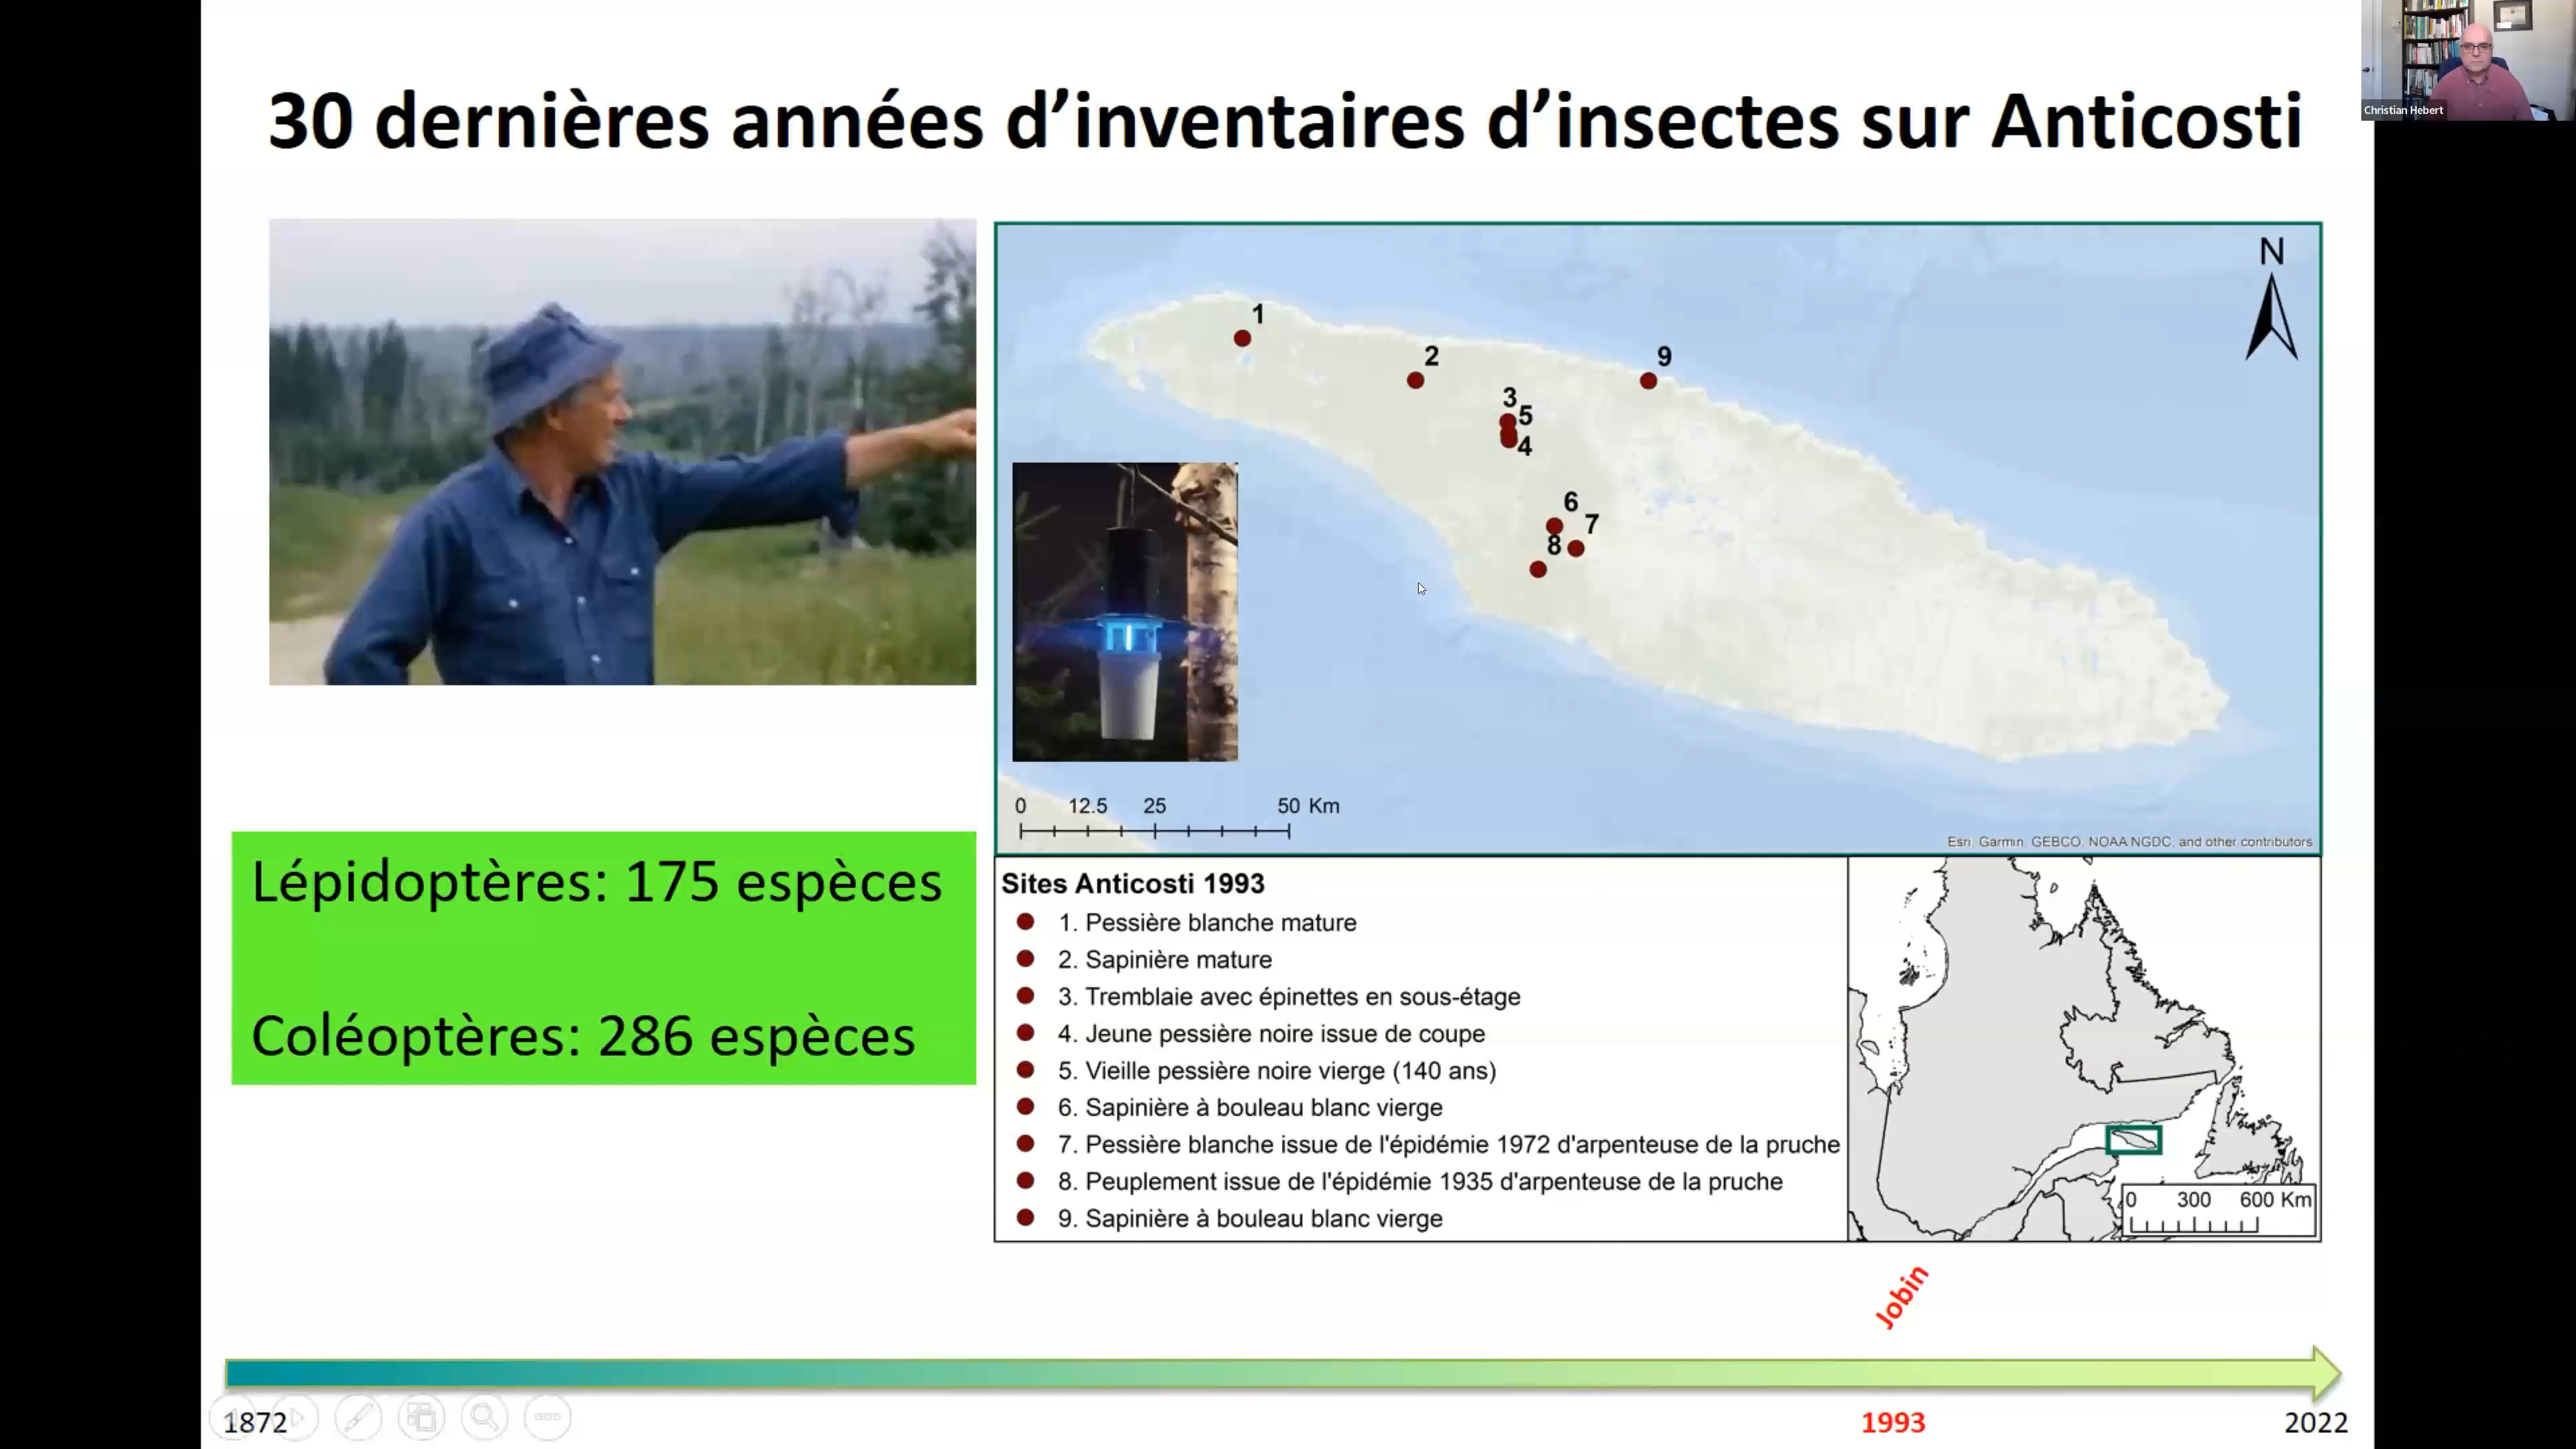 Christian Hebert
30 dernières années d’inventaires d’insectes sur Anticosti
N
1
2
9
3
5
4
6
7
8
0 12.5 25 50 Km
Esri, Garmin, GEBCO, NOAA NGDC, and other contributors
Lépidoptères: 175 espèces
Coléoptères: 286 espèces
Sites Anticosti 1993
1. Pessière blanche mature
2. Sapinière mature
3. Tremblaie avec épinettes en sous-étage
4. Jeune pessière noire issue de coupe
5. Vieille pessière noire vierge (140 ans)
6. Sapinière à bouleau blanc vierge
7. Pessière blanche issue de l'épidémie 1972 d'arpenteuse de la pruche
8. Peuplement issue de l'épidémie 1935 d'arpenteuse de la pruche
9. Sapinière à bouleau blanc vierge
0 300 600 Km
Jobin
1872 1993 2022